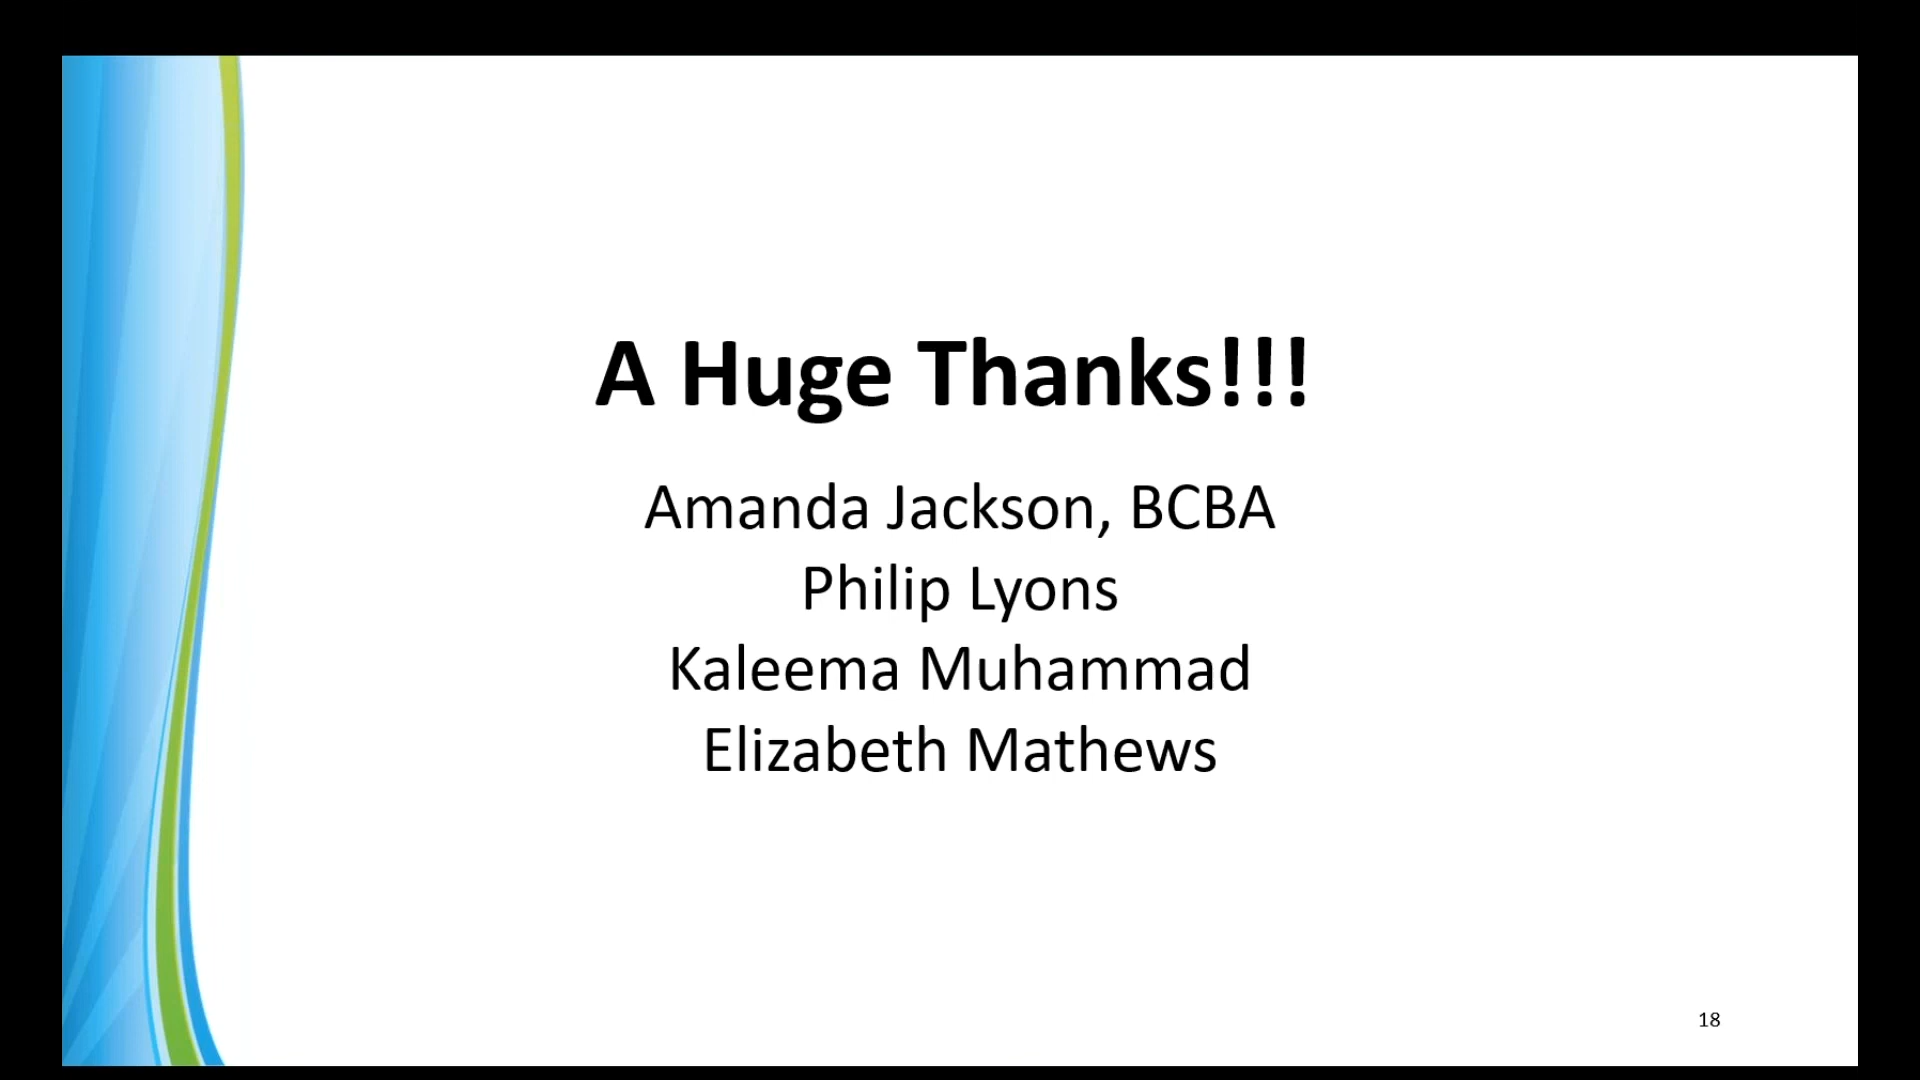 A Huge Thanks!!!
Amanda Jackson, BCBA
Philip Lyons
Kaleema Muhammad
Elizabeth Mathews
18